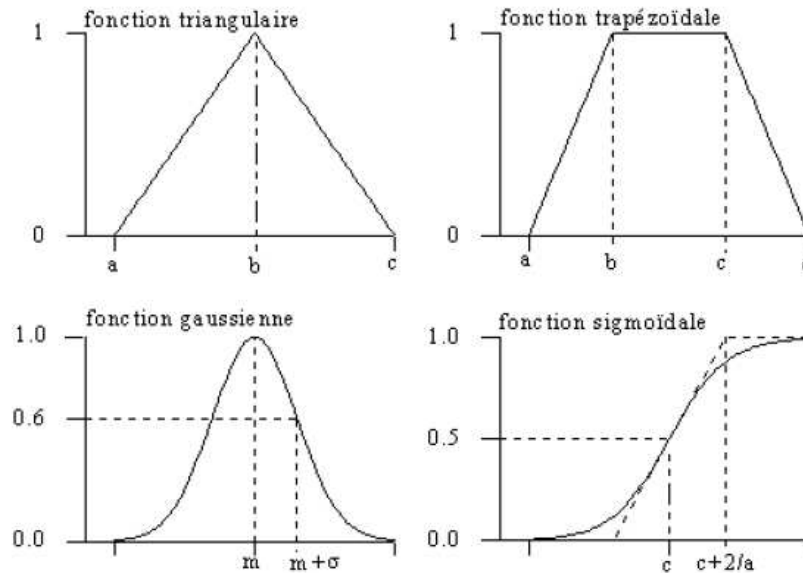 fonction triangulaire
1
0
a b c
fonction trapézoïdale
1
0
a b c
fonction gaussienne
1.0
0.6
0.0
m m+σ
fonction sigmoïdale
1.0
0.5
0.0
c c+2/a